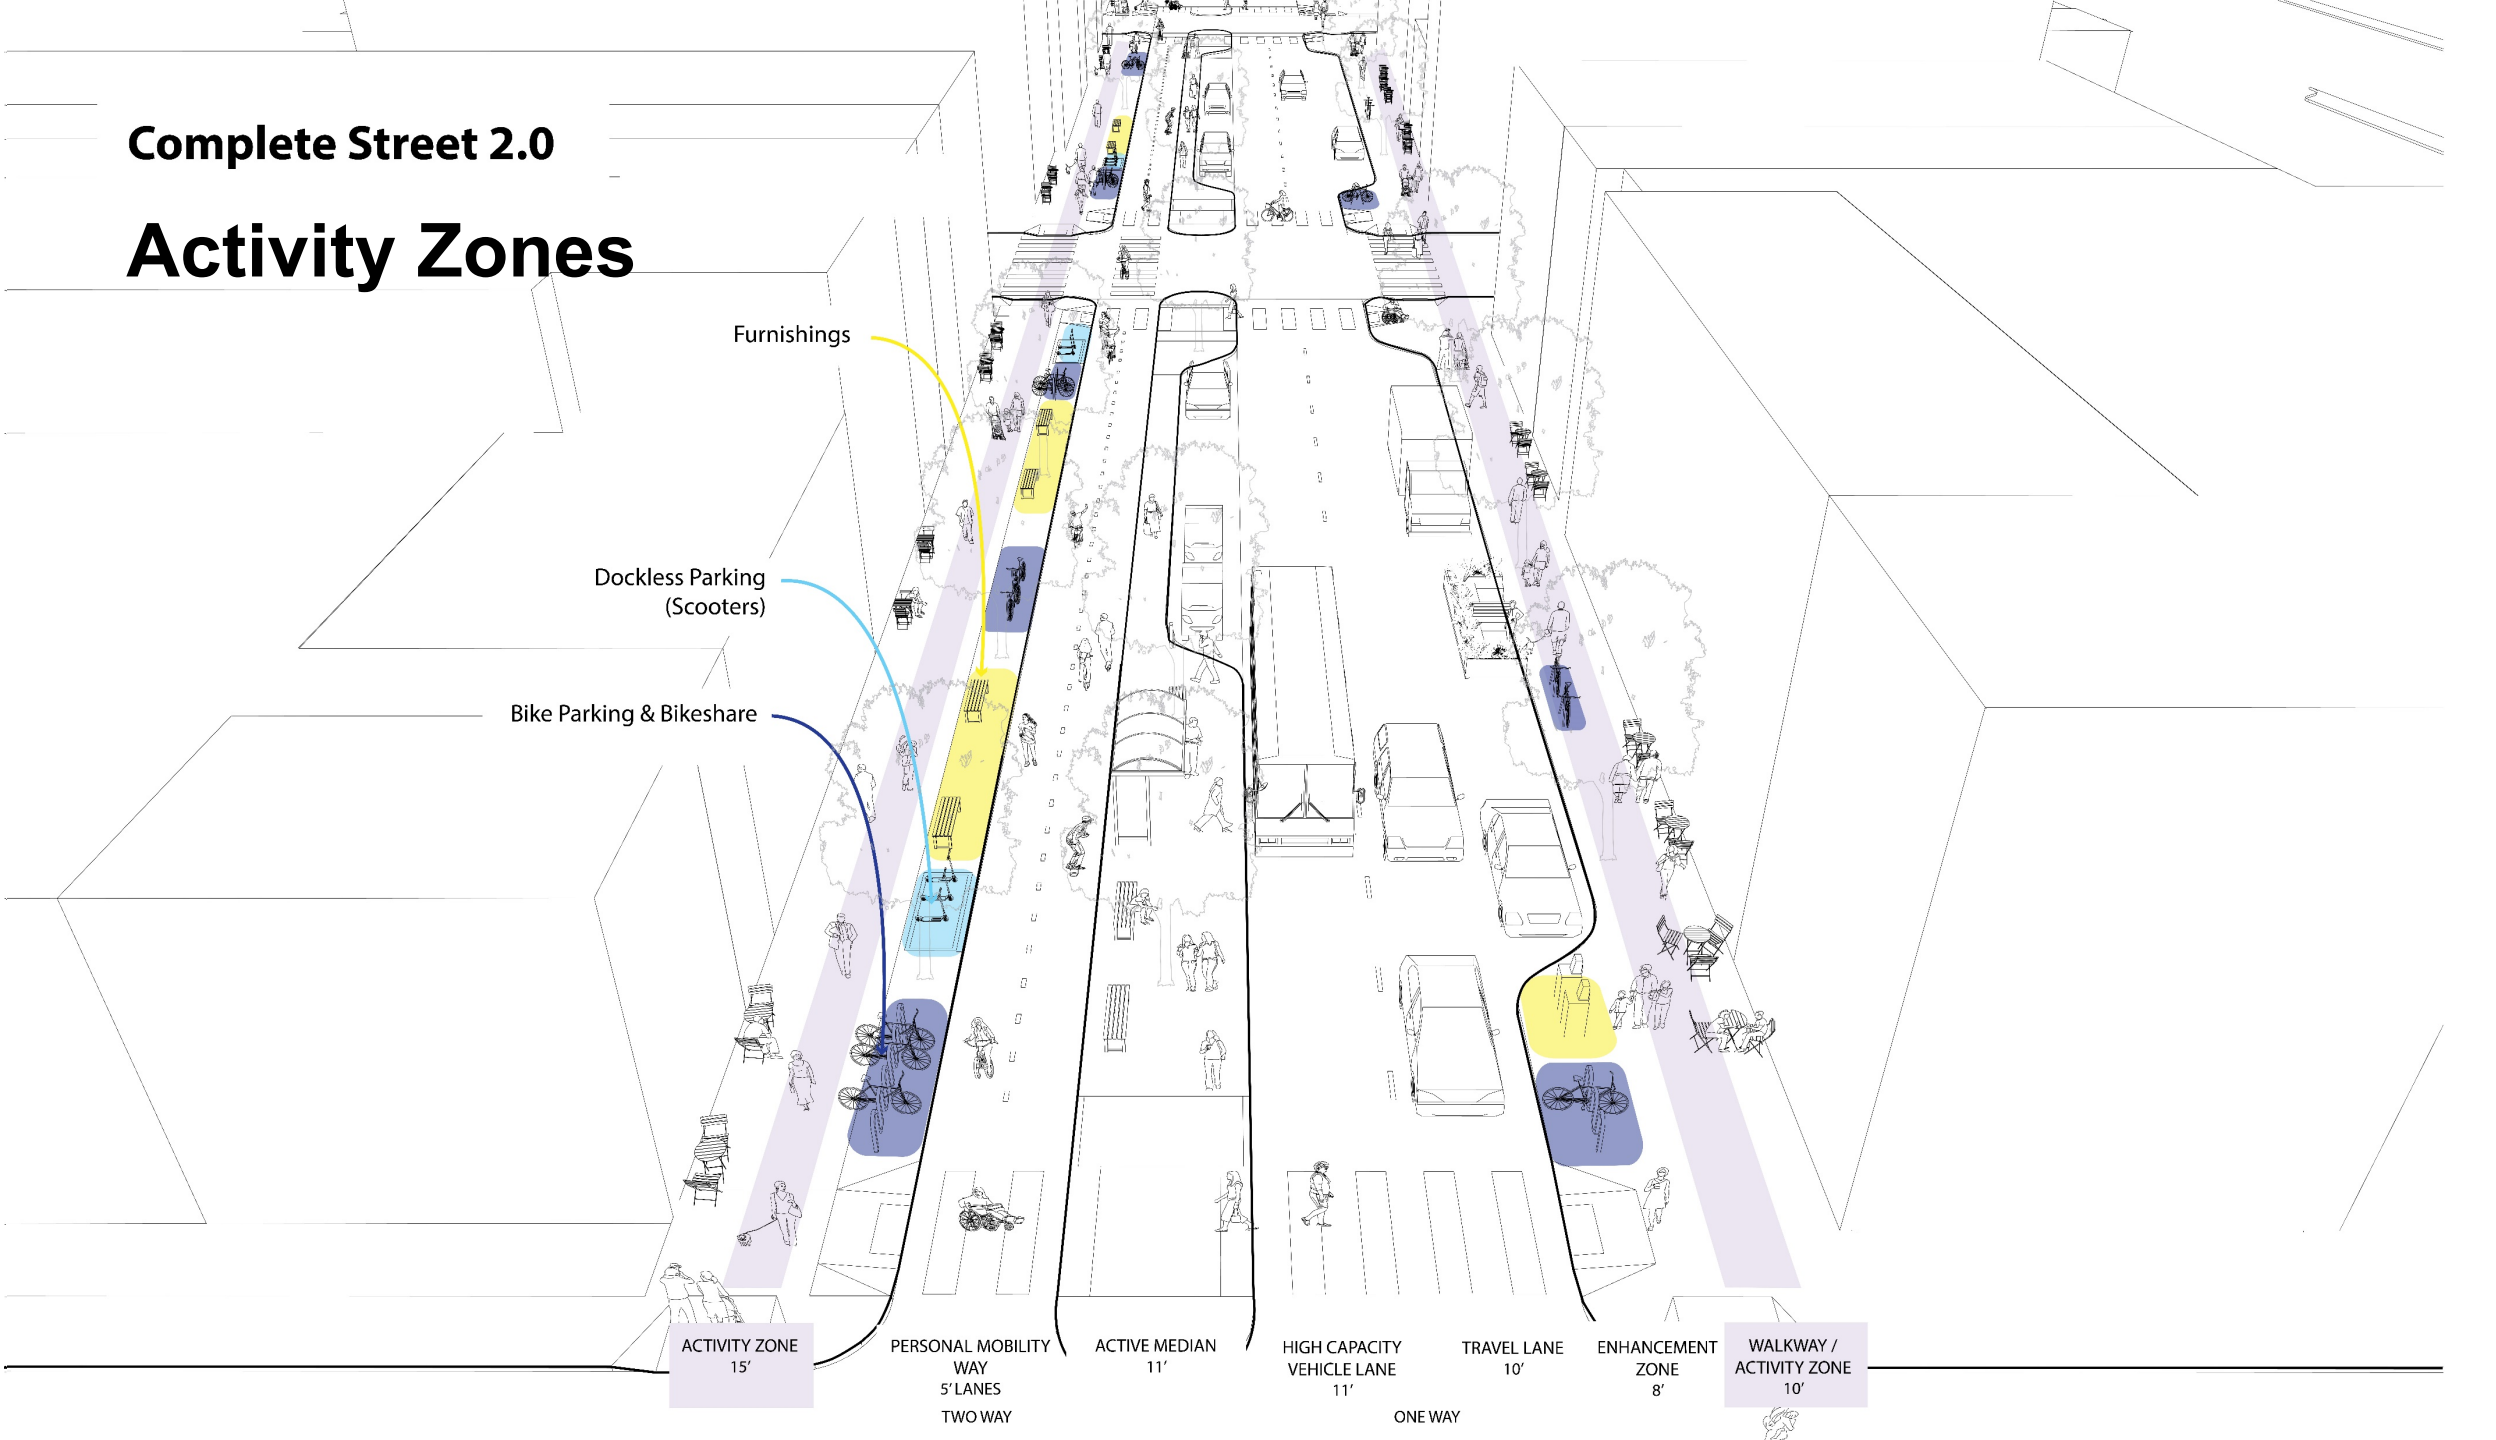 Complete Street 2.0
Activity Zones
Furnishings
Dockless Parking
(Scooters)
Bike Parking & Bikeshare
ACTIVITY ZONE
15′
PERSONAL MOBILITY
WAY
5′ LANES
TWO WAY
ACTIVE MEDIAN
11′
HIGH CAPACITY
VEHICLE LANE
11′
TRAVEL LANE
10′
ONE WAY
ENHANCEMENT
ZONE
8′
WALKWAY /
ACTIVITY ZONE
10′